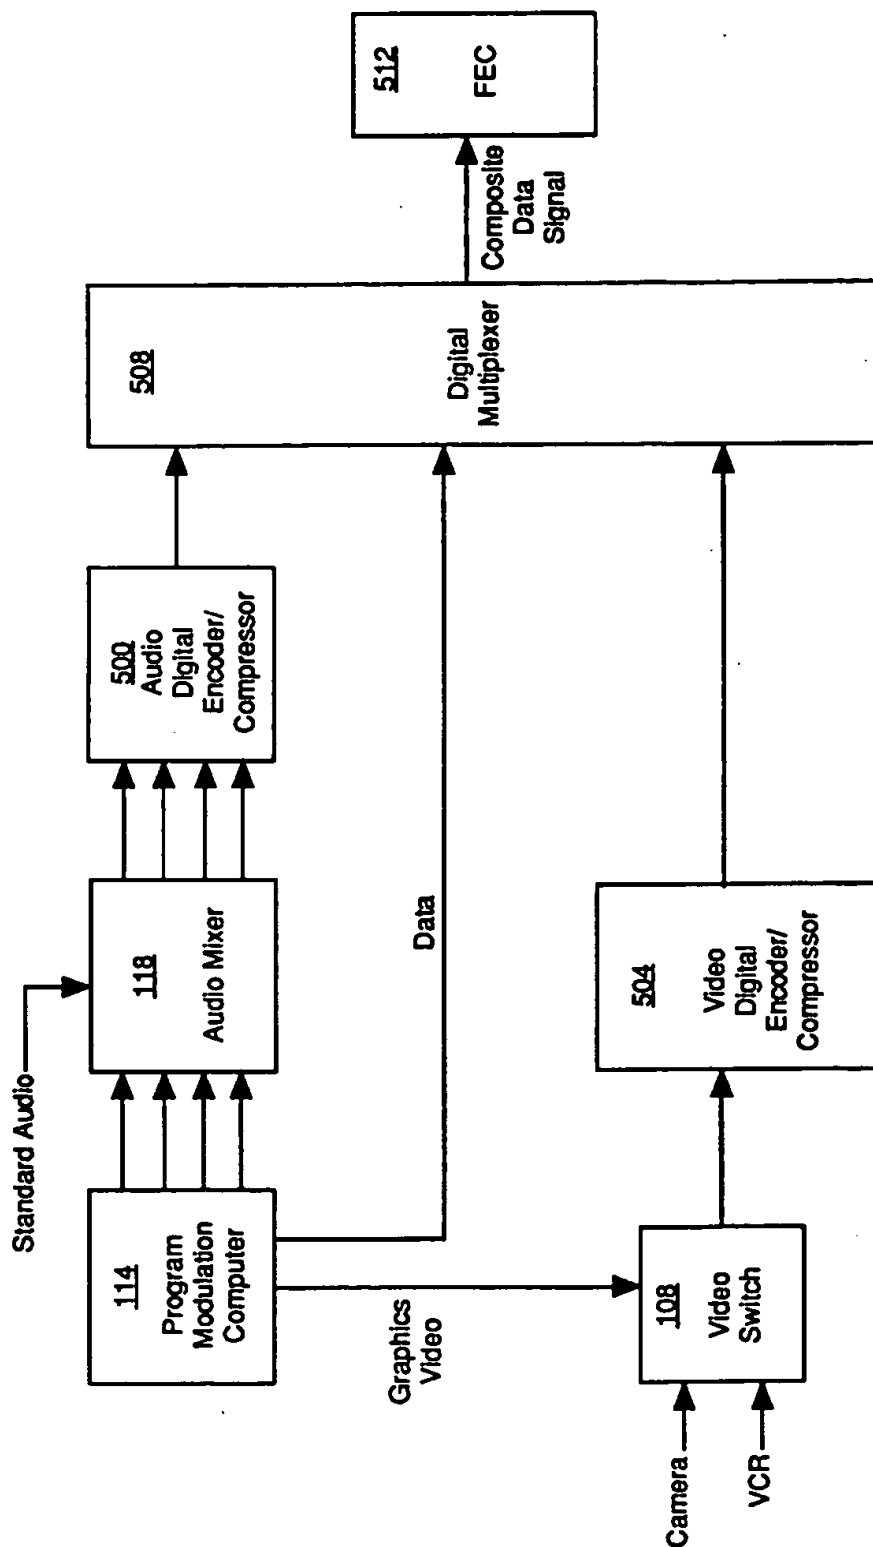 Standard Audio
114
Program
Modulation
Computer
118
Audio Mixer
500
Audio
Digital
Encoder/
Compressor
508
Digital
Multiplexer
Composite
Data
Signal
512
FEC
Data
Graphics
Video
Camera
VCR
108
Video
Switch
504
Video
Digital
Encoder/
Compressor